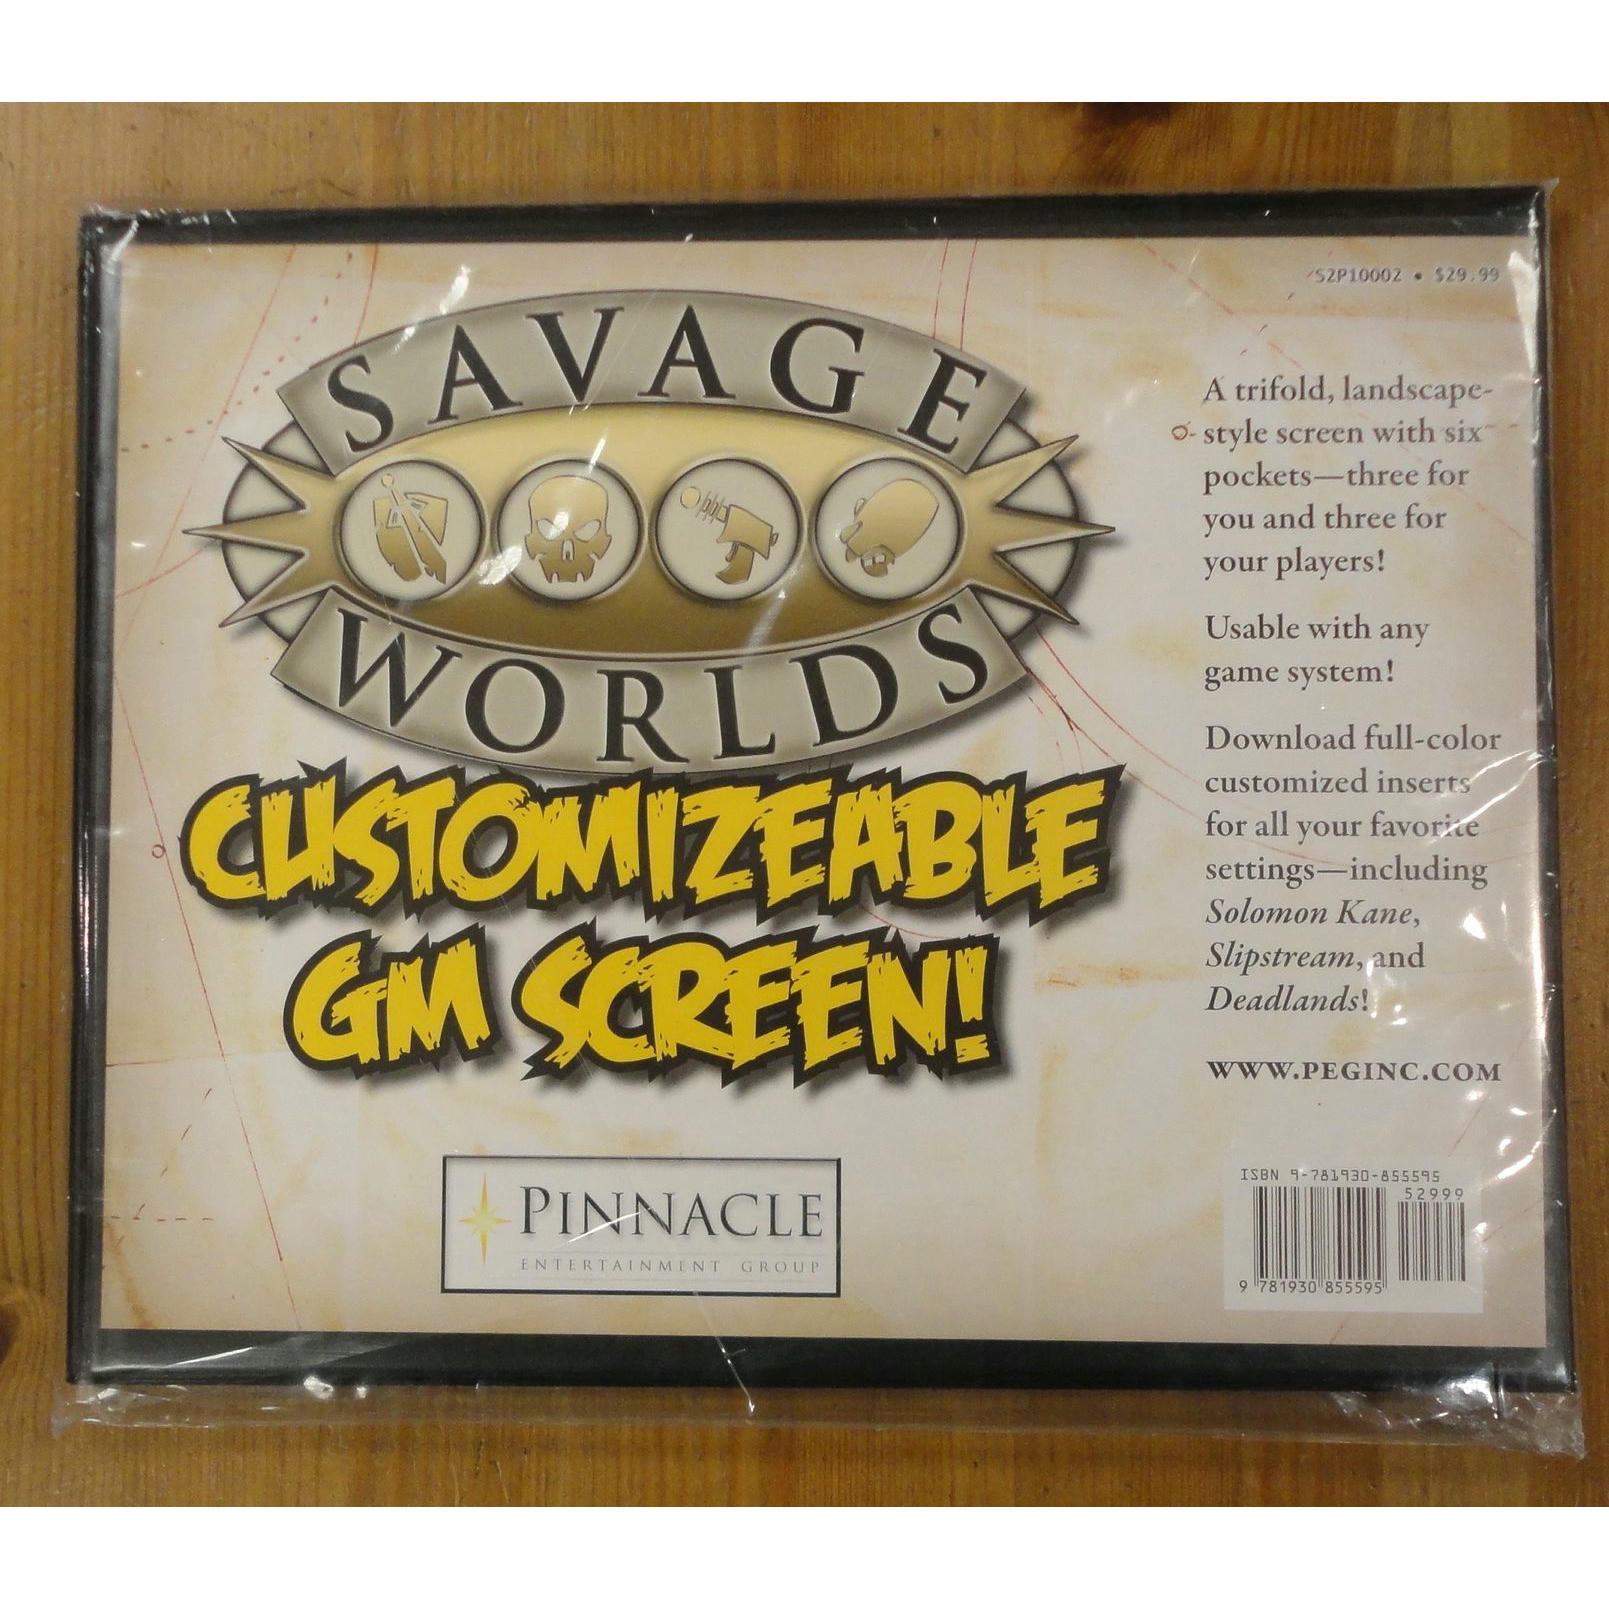 S2P10002 • $29.99
SAVAGE
WORLDS
CUSTOMIZEABLE
GM SCREEN!
PINNACLE
ENTERTAINMENT GROUP
A trifold, landscape-
style screen with six
pockets—three for
you and three for
your players!
Usable with any
game system!
Download full-color
customized inserts
for all your favorite
settings—including
Solomon Kane,
Slipstream, and
Deadlands!
WWW.PEGINC.COM
ISBN 9-781930-855595
52999
9 781930 855595